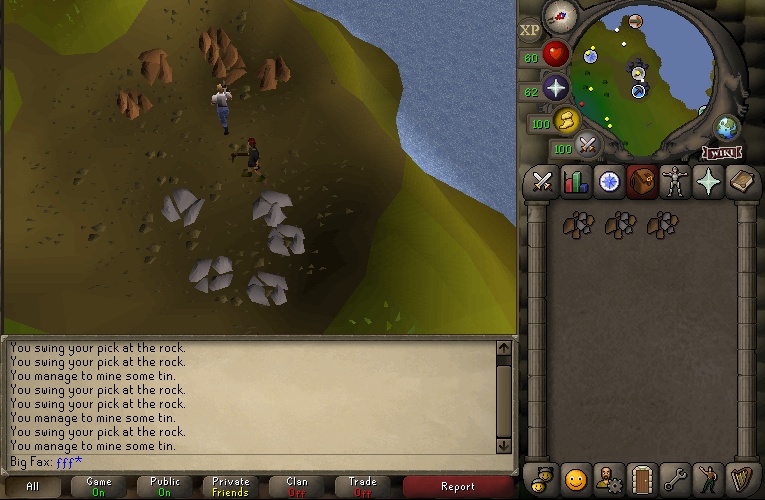 XP
60
62
100
100
WIKI
You swing your pick at the rock.
You swing your pick at the rock.
You manage to mine some tin.
You swing your pick at the rock.
You swing your pick at the rock.
You manage to mine some tin.
You swing your pick at the rock.
You manage to mine some tin.
Big Fax: fff*
All
Game
On
Public
On
Private
Friends
Clan
Off
Trade
Off
Report